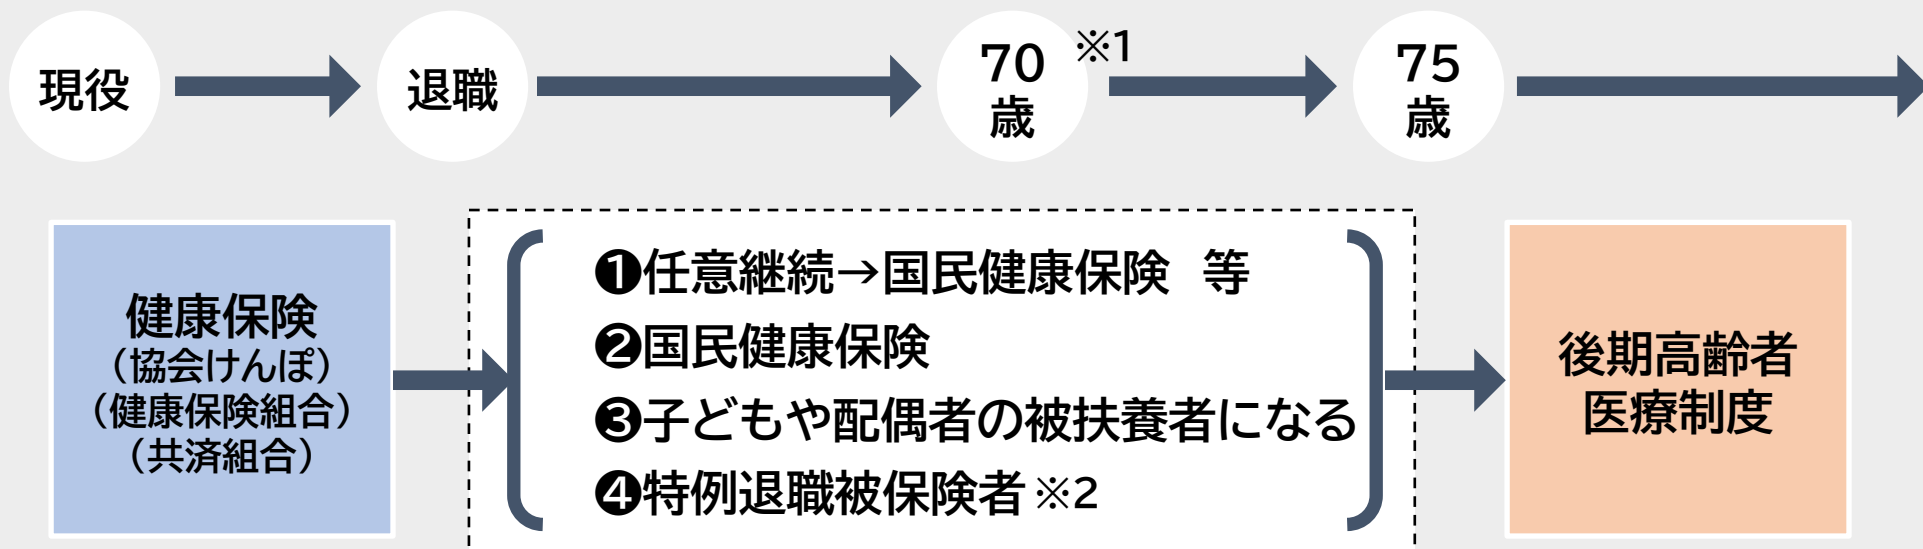 現役
退職
70
歳
※1
75
歳
健康保険
（協会けんぽ）
（健康保険組合）
（共済組合）
❶任意継続→国民健康保険　等
❷国民健康保険
❸子どもや配偶者の被扶養者になる
❹特例退職被保険者※2
後期高齢者
医療制度